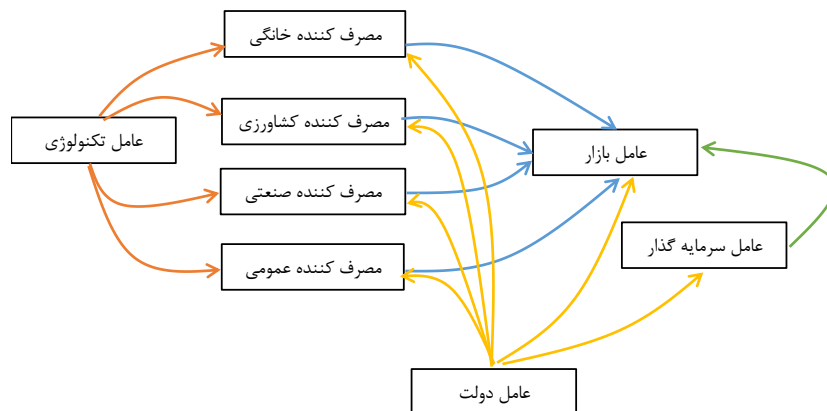 مصرف کننده خانگی
مصرف کننده کشاورزی
عامل تکنولوژی
عامل بازار
مصرف کننده صنعتی
عامل سرمایه گذار
مصرف کننده عمومی
عامل دولت